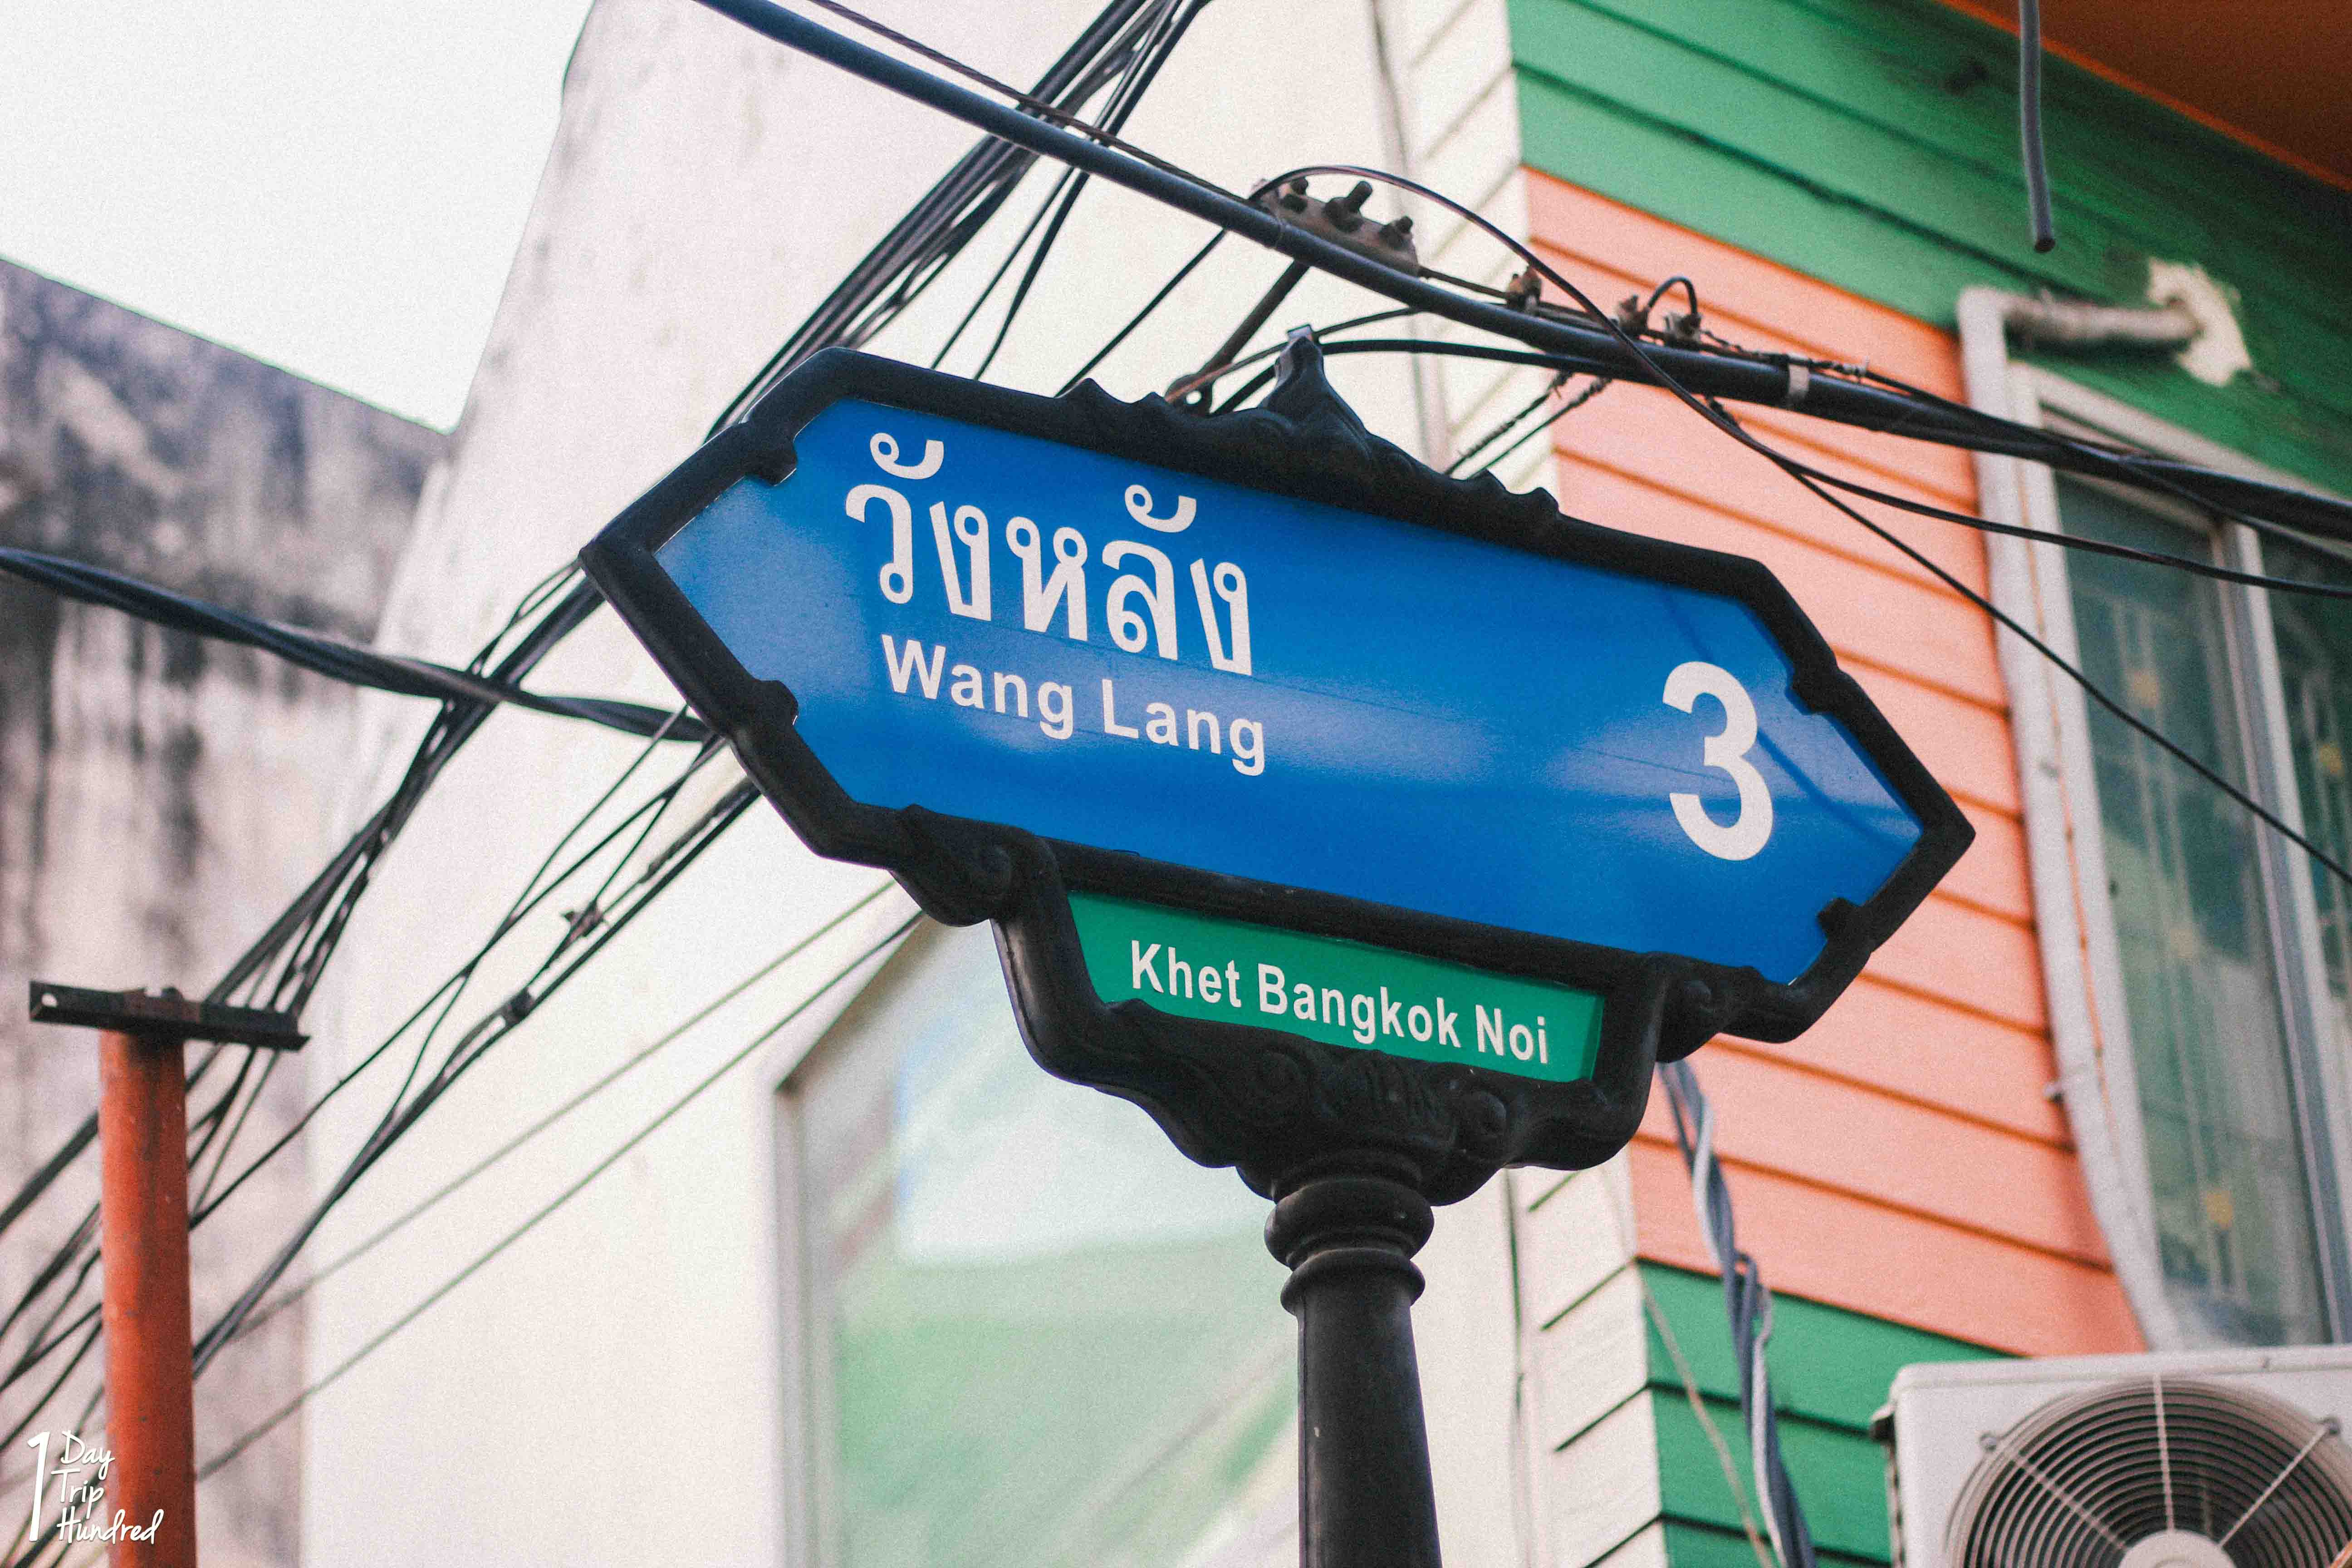 วังหลัง
Wang Lang
3
Khet Bangkok Noi
1 Day
Trip
Hundred